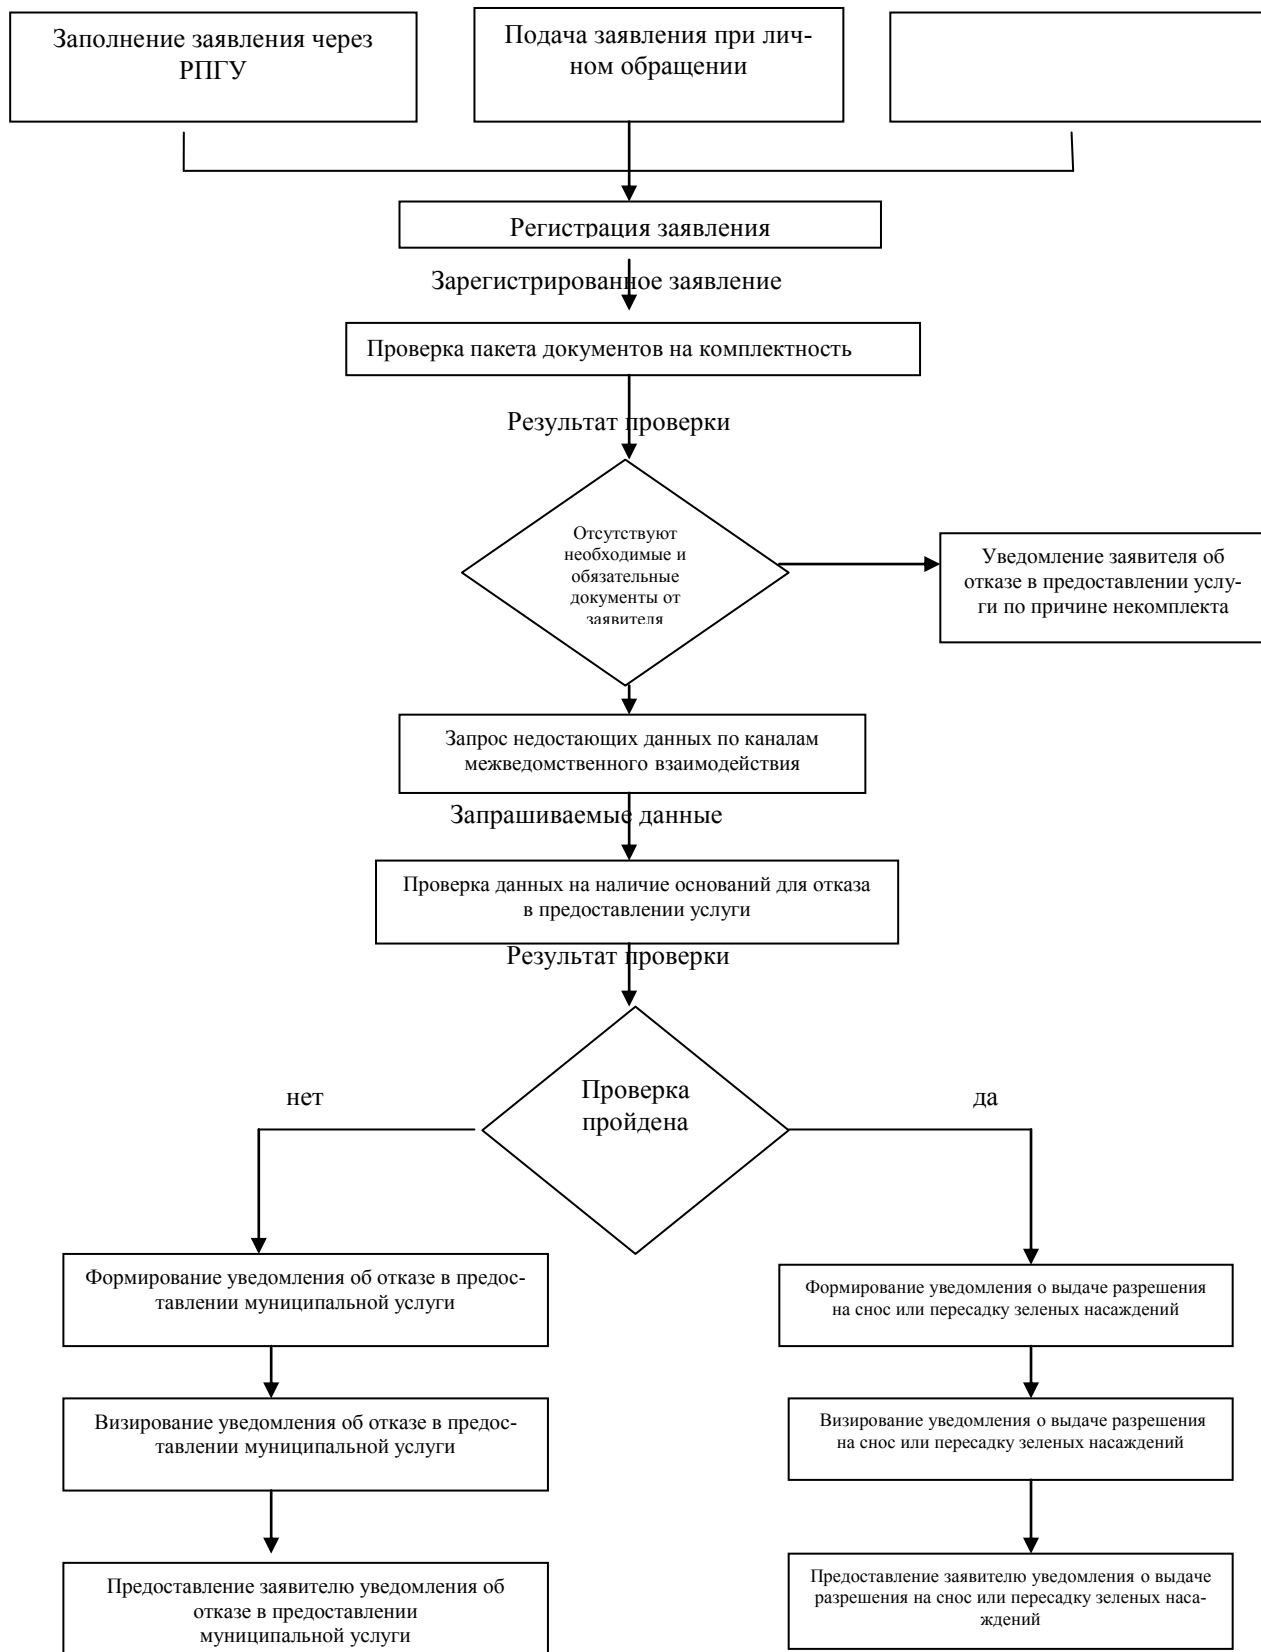 Заполнение заявления через
РПГУ
Подача заявления при лич-
ном обращении
Регистрация заявления
Зарегистрированное заявление
Проверка пакета документов на комплектность
Результат проверки
Отсутствуют
необходимые и
обязательные
документы от
заявителя
Уведомление заявителя об
отказе в предоставлении услу-
ги по причине некомплекта
Запрос недостающих данных по каналам
межведомственного взаимодействия
Запрашиваемые данные
Проверка данных на наличие оснований для отказа
в предоставлении услуги
Результат проверки
Проверка
пройдена
нет
да
Формирование уведомления об отказе в предос-
тавлении муниципальной услуги
Формирование уведомления о выдаче разрешения
на снос или пересадку зеленых насаждений
Визирование уведомления об отказе в предос-
тавлении муниципальной услуги
Визирование уведомления о выдаче разрешения
на снос или пересадку зеленых насаждений
Предоставление заявителю уведомления об
отказе в предоставлении
муниципальной услуги
Предоставление заявителю уведомления о выдаче
разрешения на снос или пересадку зеленых наса-
ждений